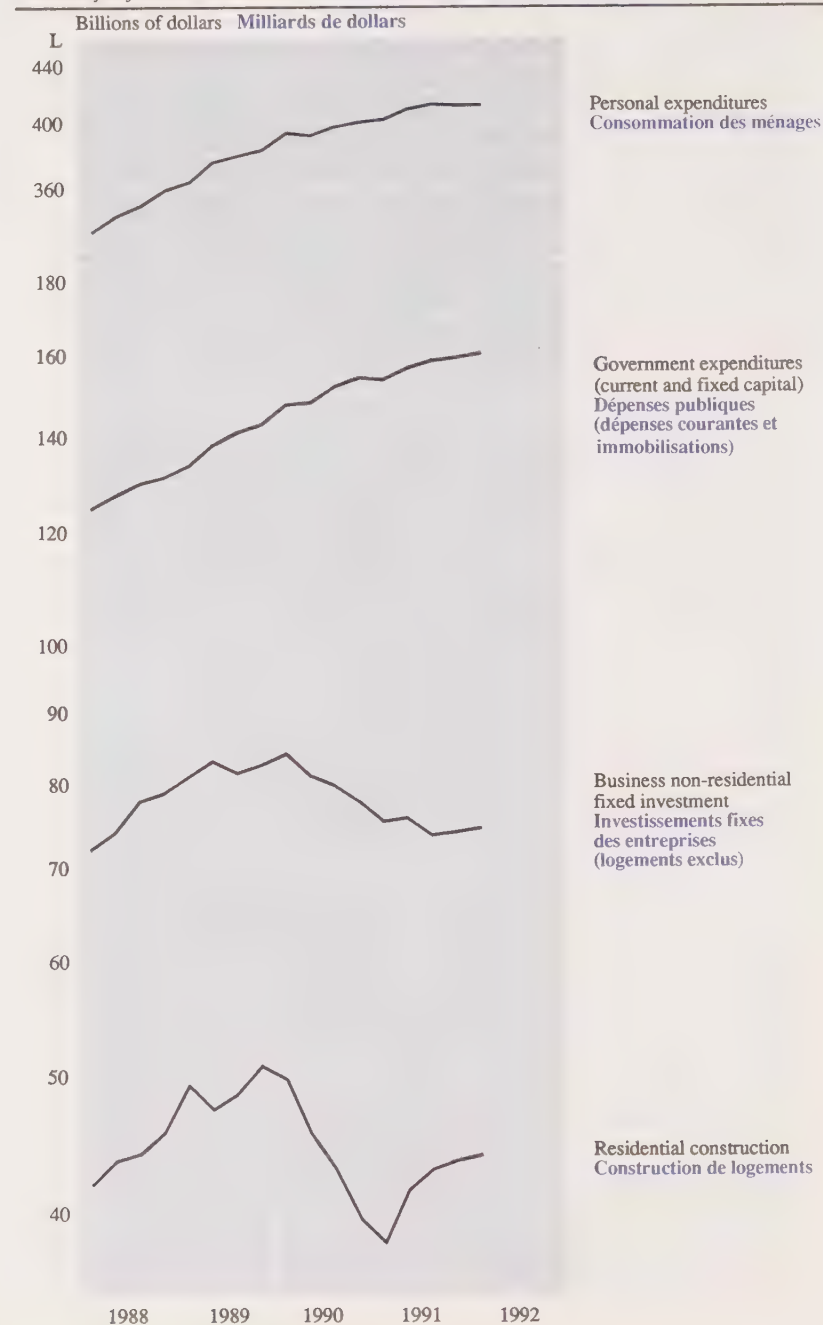 Billions of dollars Milliards de dollars
L
440
400
360
180
160
140
120
100
90
80
70
60
50
40
Personal expenditures
Consommation des ménages
Government expenditures
(current and fixed capital)
Dépenses publiques
(dépenses courantes et
immobilisations)
Business non-residential
fixed investment
Investissements fixes
des entreprises
(logements exclus)
Residential construction
Construction de logements
1988 1989 1990 1991 1992